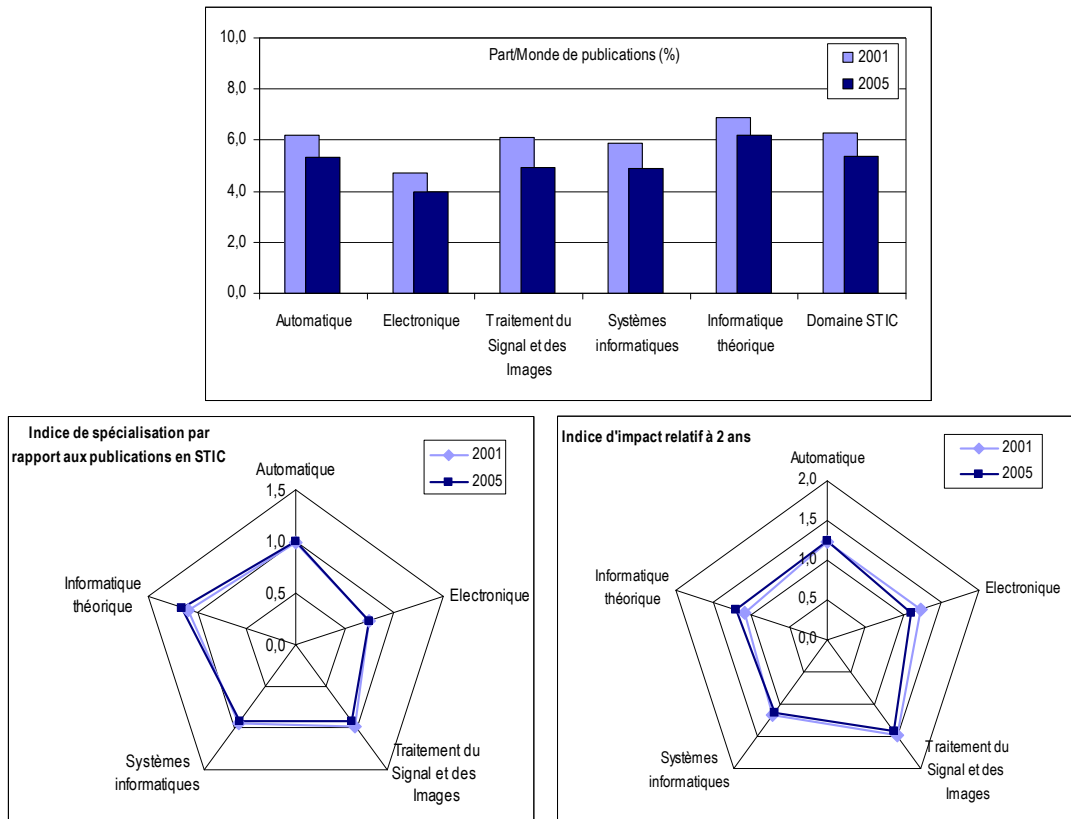 Part/Monde de publications (%)
2001
2005
10,0
8,0
6,0
4,0
2,0
0,0
Automatique
Electronique
Traitement du
Signal et des
Images
Systèmes
informatiques
Informatique
théorique
Domaine STIC
Indice de spécialisation par
rapport aux publications en STIC
2001
2005
Automatique
1,5
1,0
0,5
0,0
Electronique
Traitement du
Signal et des
Images
Systèmes
informatiques
Informatique
théorique
Indice d'impact relatif à 2 ans
2001
2005
Automatique
2,0
1,5
1,0
0,5
0,0
Electronique
Traitement du
Signal et des
Images
Systèmes
informatiques
Informatique
théorique